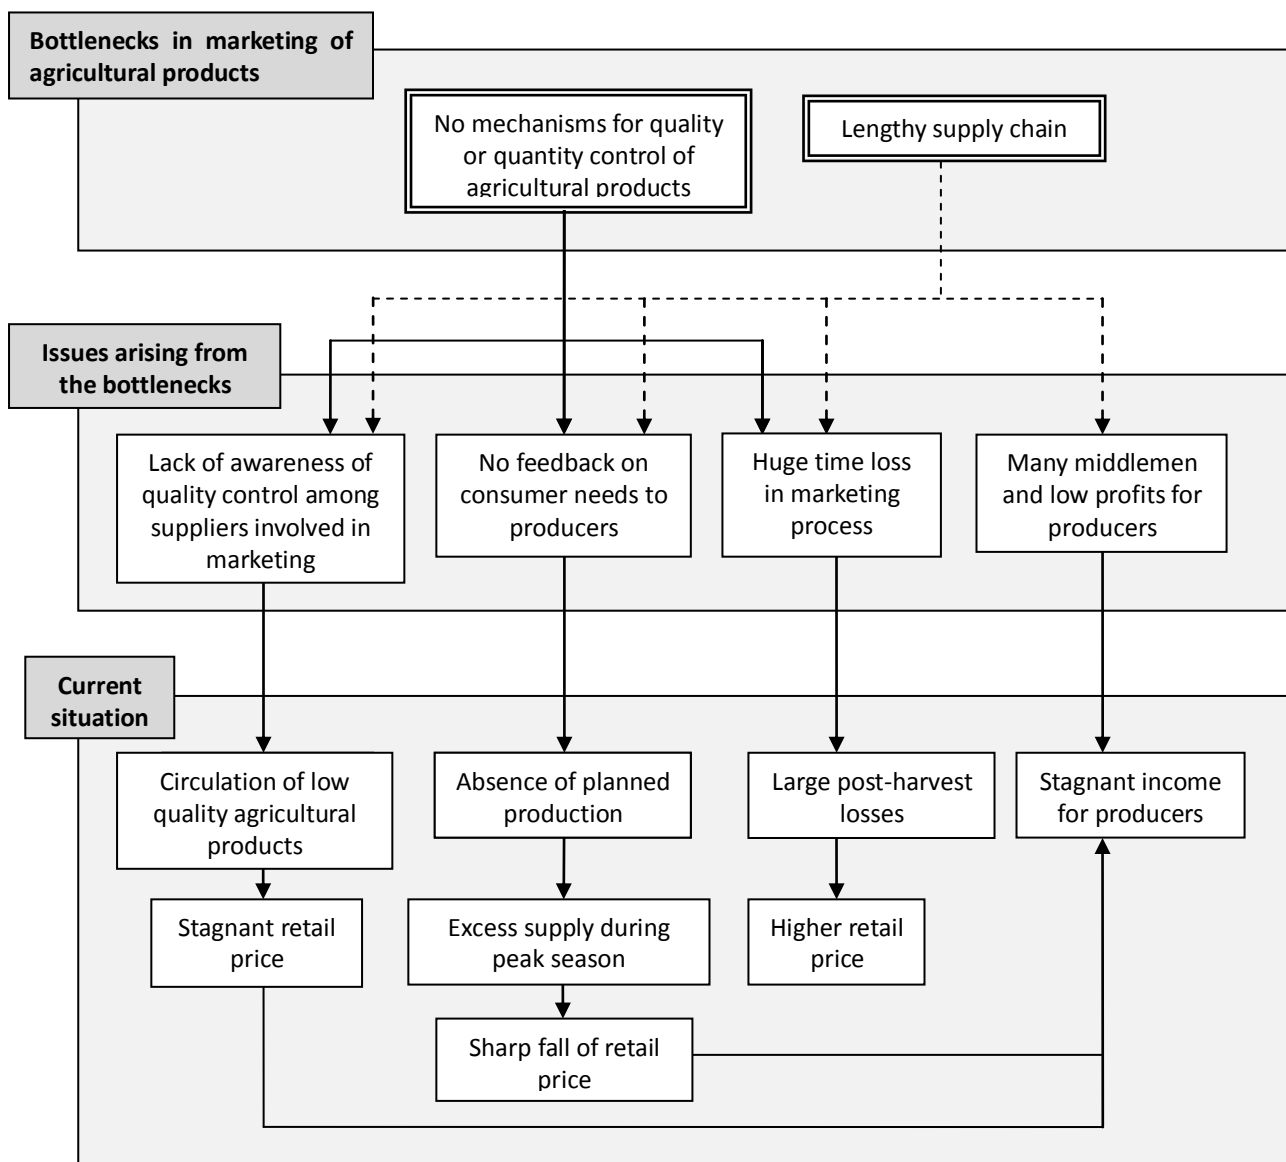 Bottlenecks in marketing of
agricultural products
No mechanisms for quality
or quantity control of
agricultural products
Lengthy supply chain
Issues arising from
the bottlenecks
Lack of awareness of
quality control among
suppliers involved in
marketing
No feedback on
consumer needs to
producers
Huge time loss
in marketing
process
Many middlemen
and low profits for
producers
Current
situation
Circulation of low
quality agricultural
products
Absence of planned
production
Large post-harvest
losses
Stagnant income
for producers
Stagnant retail
price
Excess supply during
peak season
Higher retail
price
Sharp fall of retail
price